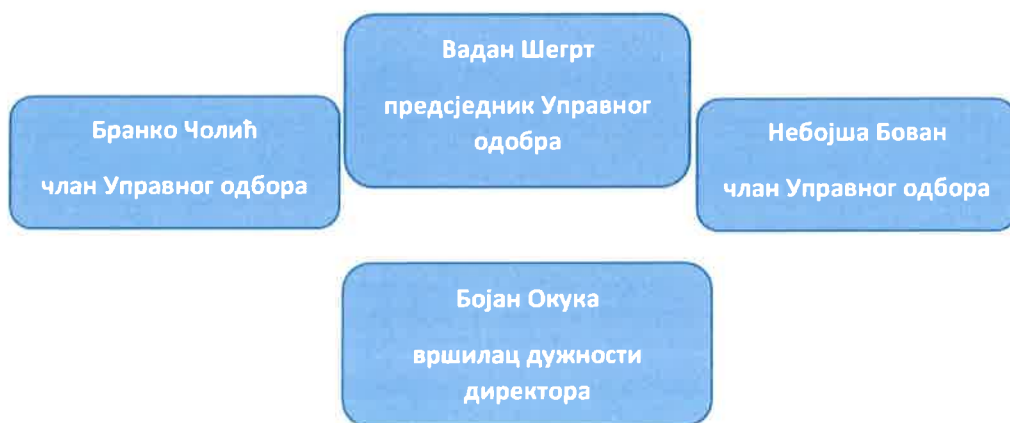 Вадан Шегрт
предсједник Управног
одобра
Бранко Чолић
члан Управног одбора
Небојша Бован
члан Управног одбора
Бојан Окука
вршилац дужности
директора